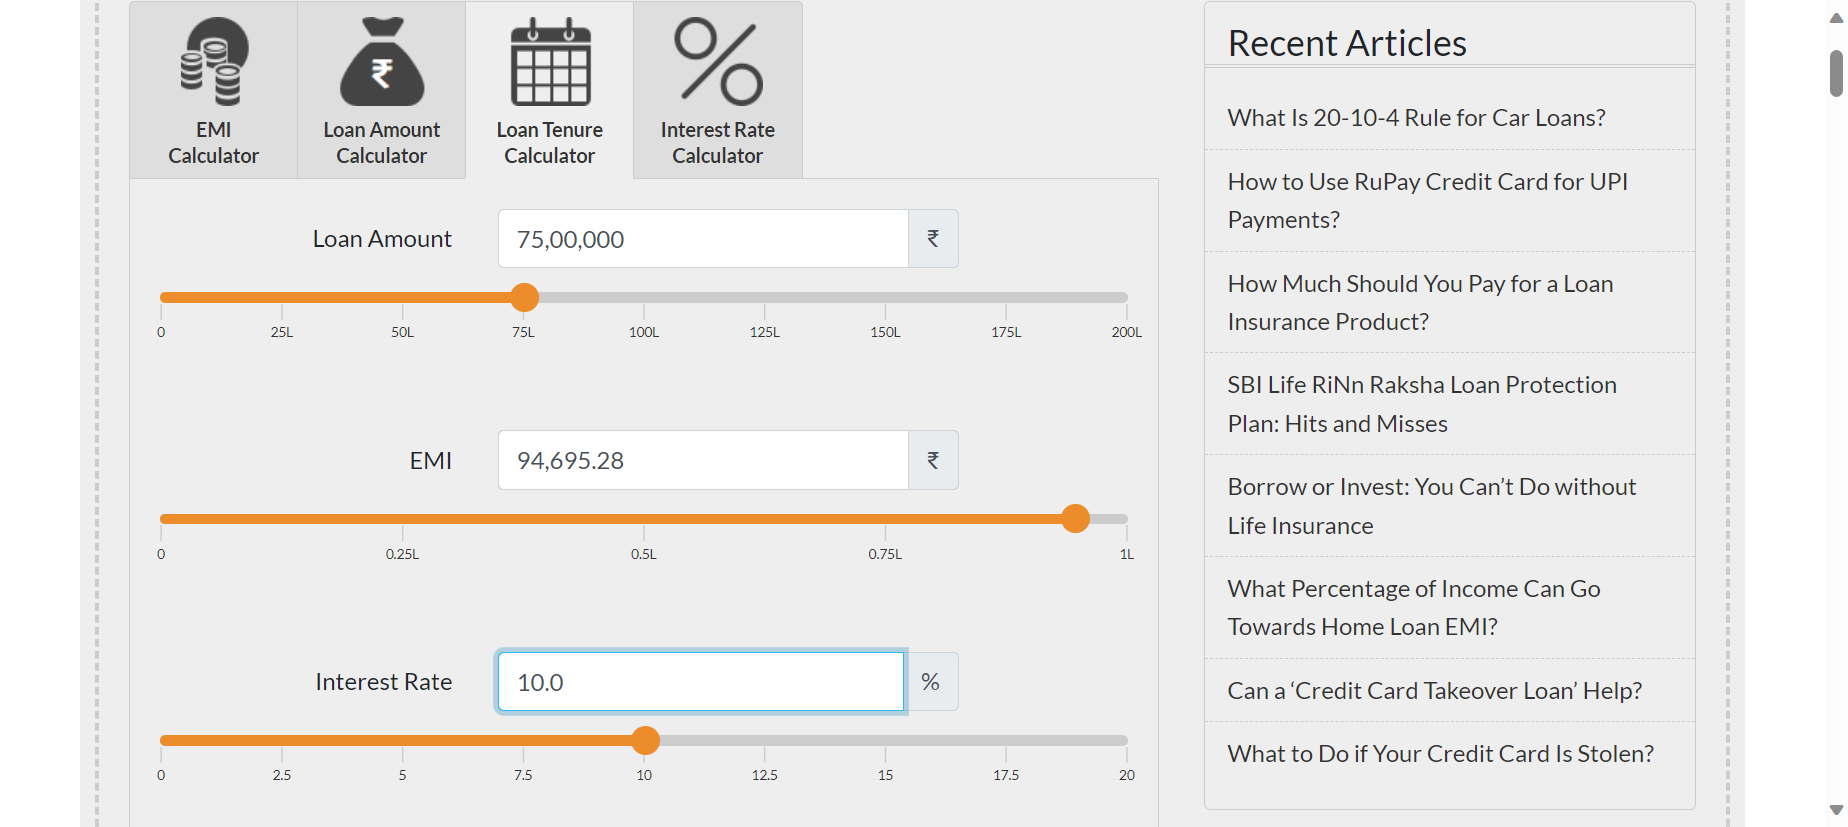 EMI
Calculator
Loan Amount
Calculator
Loan Tenure
Calculator
Interest Rate
Calculator
Loan Amount
75,00,000
₹
0 25L 50L 75L 100L 125L 150L 175L 200L
EMI
94,695.28
₹
0 0.25L 0.5L 0.75L 1L
Interest Rate
10.0
%
0 2.5 5 7.5 10 12.5 15 17.5 20
Recent Articles
What Is 20-10-4 Rule for Car Loans?
How to Use RuPay Credit Card for UPI
Payments?
How Much Should You Pay for a Loan
Insurance Product?
SBI Life RiNn Raksha Loan Protection
Plan: Hits and Misses
Borrow or Invest: You Can’t Do without
Life Insurance
What Percentage of Income Can Go
Towards Home Loan EMI?
Can a ‘Credit Card Takeover Loan’ Help?
What to Do if Your Credit Card Is Stolen?